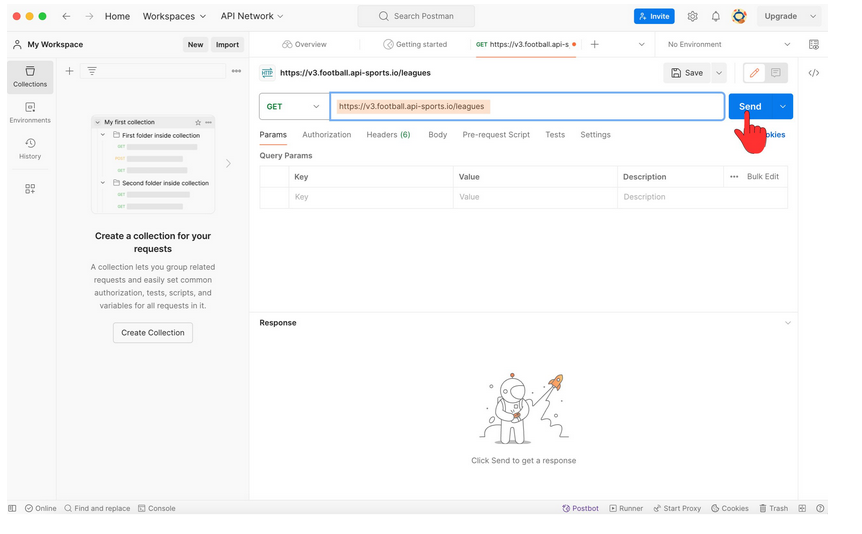 Home Workspaces API Network Search Postman Invite Upgrade
My Workspace New Import Overview Getting started GET https://v3.football.api-s No Environment
Collections
Environments
History
My first collection
First folder inside collection
GET
POST
GET
Second folder inside collection
GET
GET
Create a collection for your
requests
A collection lets you group related
requests and easily set common
authorization, tests, scripts, and
variables for all requests in it.
Create Collection
HTTP https://v3.football.api-sports.io/leagues Save
GET https://v3.football.api-sports.io/leagues Send
Params Authorization Headers (6) Body Pre-request Script Tests Settings okies
Query Params
Key Value Description Bulk Edit
Key Value Description
Response
Click Send to get a response
Online Find and replace Console Postbot Runner Start Proxy Cookies Trash